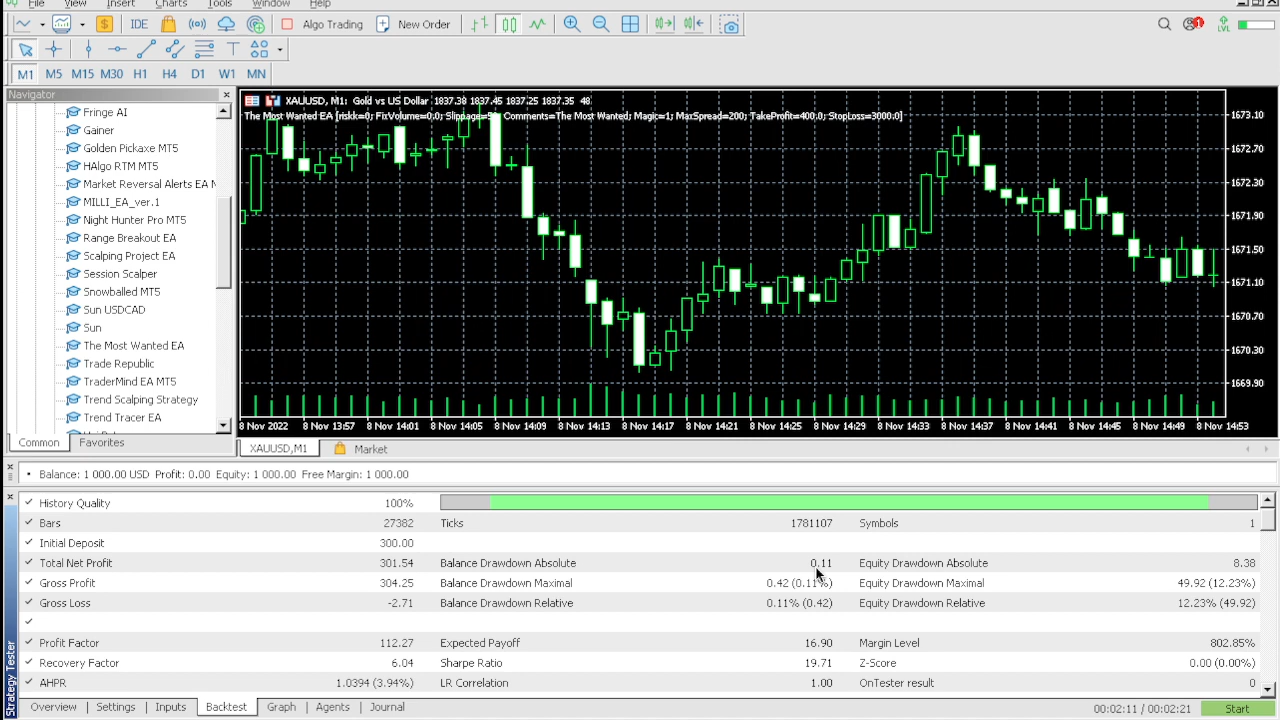 File View Insert Charts Tools Window Help
IDE Algo Trading New Order 1 LVL
M1 M5 M15 M30 H1 H4 D1 W1 MN
Navigator
Fringe AI
Gainer
Golden Pickaxe MT5
HAlgo RTM MT5
Market Reversal Alerts EA
MILLI_EA_ver.1
Night Hunter Pro MT5
Range Breakout EA
Scalping Project EA
Session Scalper
Snowballed MT5
Sun USDCAD
Sun
The Most Wanted EA
Trade Republic
TraderMind EA MT5
Trend Scalping Strategy
Trend Tracer EA
Common Favorites
XAUUSD, M1: Gold vs US Dollar 1837.38 1837.45 1837.25 1837.35 48
The Most Wanted EA [riskk=0; FixVolume=0.0; Slippage=50; Comments=The Most Wanted; Magic=1; MaxSpread=200; TakeProfit=400.0; StopLoss=3000.0]
1673.10
1672.70
1672.30
1671.90
1671.50
1671.10
1670.70
1670.30
1669.90
8 Nov 2022 8 Nov 13:57 8 Nov 14:01 8 Nov 14:05 8 Nov 14:09 8 Nov 14:13 8 Nov 14:17 8 Nov 14:21 8 Nov 14:25 8 Nov 14:29 8 Nov 14:33 8 Nov 14:37 8 Nov 14:41 8 Nov 14:45 8 Nov 14:49 8 Nov 14:53
XAUUSD,M1 Market
Balance: 1 000.00 USD Profit: 0.00 Equity: 1 000.00 Free Margin: 1 000.00
History Quality 100%
Bars 27382 Ticks 1781107 Symbols 1
Initial Deposit 300.00
Total Net Profit 301.54 Balance Drawdown Absolute 0.11 Equity Drawdown Absolute 8.38
Gross Profit 304.25 Balance Drawdown Maximal 0.42 (0.11%) Equity Drawdown Maximal 49.92 (12.23%)
Gross Loss -2.71 Balance Drawdown Relative 0.11% (0.42) Equity Drawdown Relative 12.23% (49.92)
Profit Factor 112.27 Expected Payoff 16.90 Margin Level 802.85%
Recovery Factor 6.04 Sharpe Ratio 19.71 Z-Score 0.00 (0.00%)
AHPR 1.0394 (3.94%) LR Correlation 1.00 OnTester result 0
Strategy Tester
Overview Settings Inputs Backtest Graph Agents Journal 00:02:11 / 00:02:21 Start